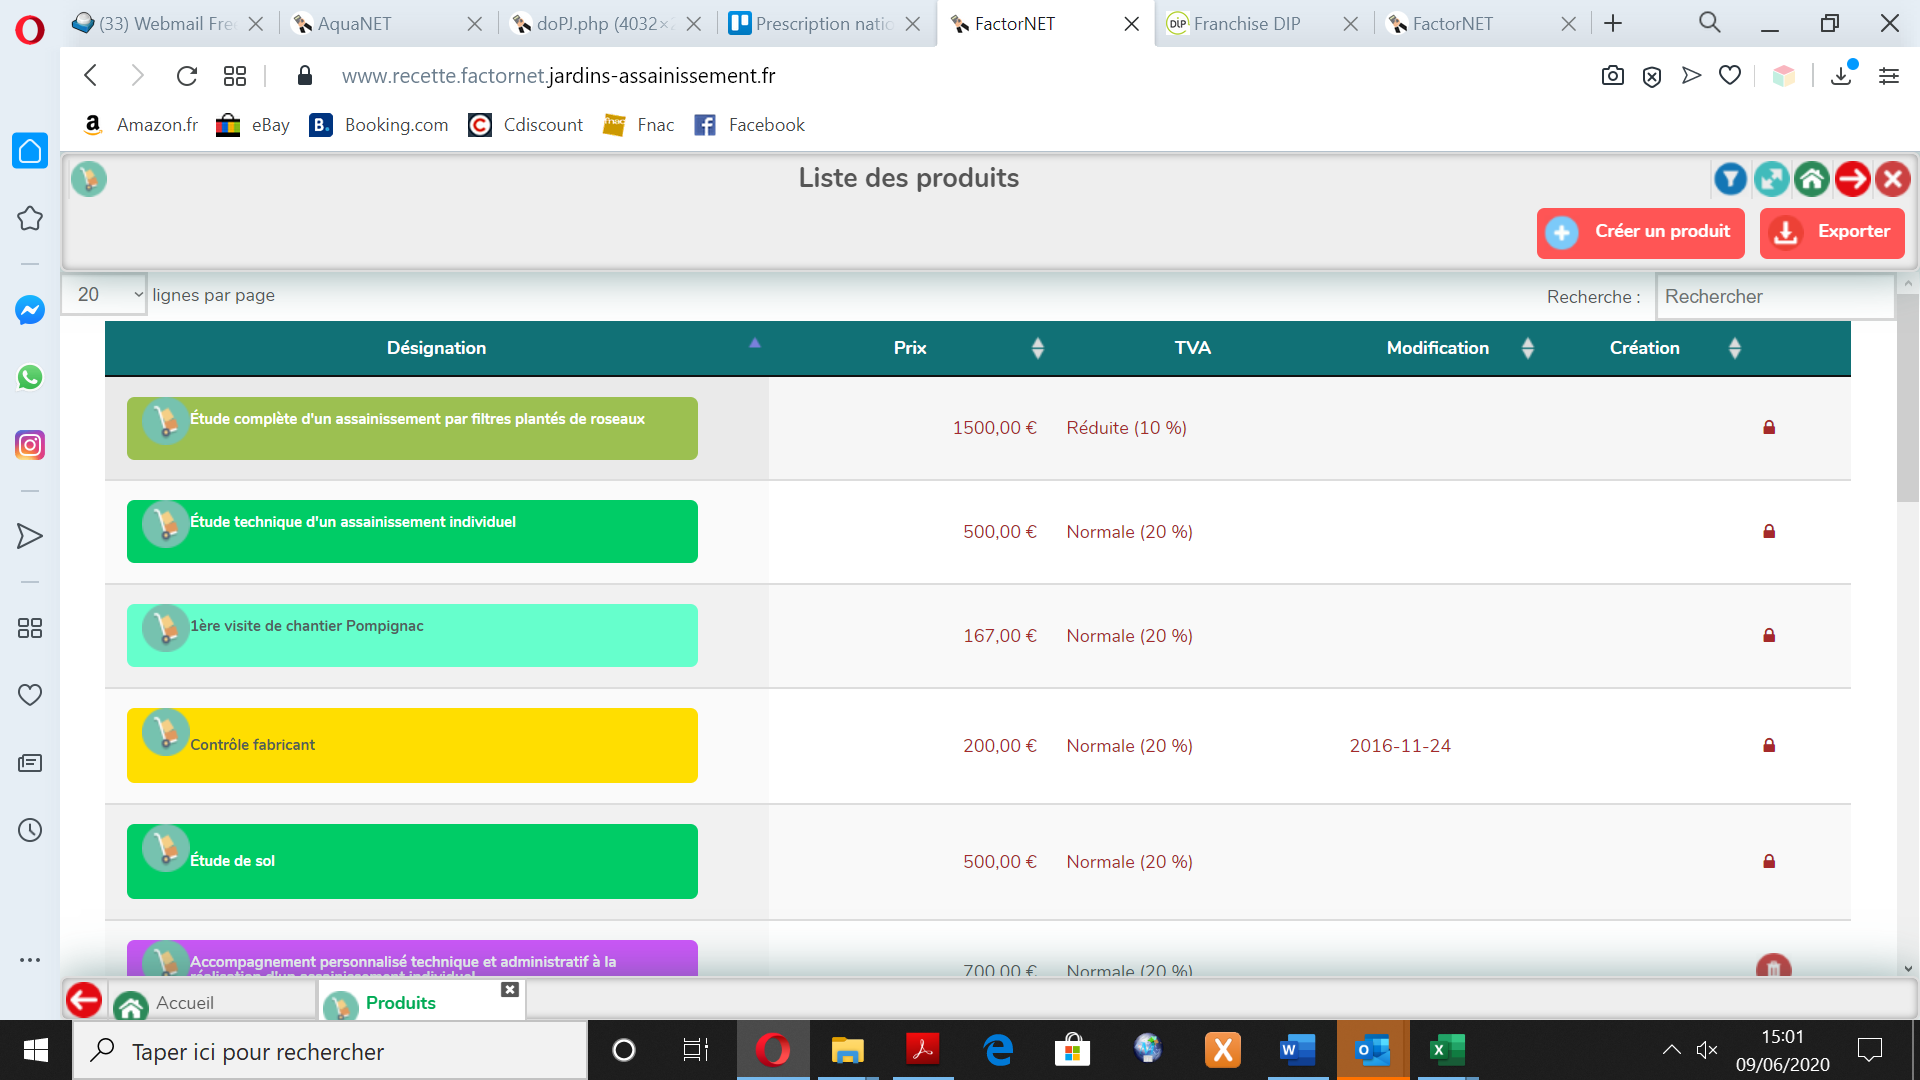 (33) Webmail Fre
AquaNET
doPJ.php (4032×2
Prescription natio
FactorNET
Franchise DIP
FactorNET
www.recette.factornet.jardins-assainissement.fr
Amazon.fr
eBay
Booking.com
Cdiscount
Fnac
Facebook
Liste des produits
Créer un produit
Exporter
20 lignes par page
Recherche : Rechercher
Désignation Prix TVA Modification Création
Étude complète d'un assainissement par filtres plantés de roseaux 1500,00 € Réduite (10 %)
Étude technique d'un assainissement individuel 500,00 € Normale (20 %)
1ère visite de chantier Pompignac 167,00 € Normale (20 %)
Contrôle fabricant 200,00 € Normale (20 %) 2016-11-24
Étude de sol 500,00 € Normale (20 %)
Accompagnement personnalisé technique et administratif à la
réalisation d'un assainissement individuel
700,00 € Normale (20 %)
Accueil
Produits
Taper ici pour rechercher
15:01
09/06/2020